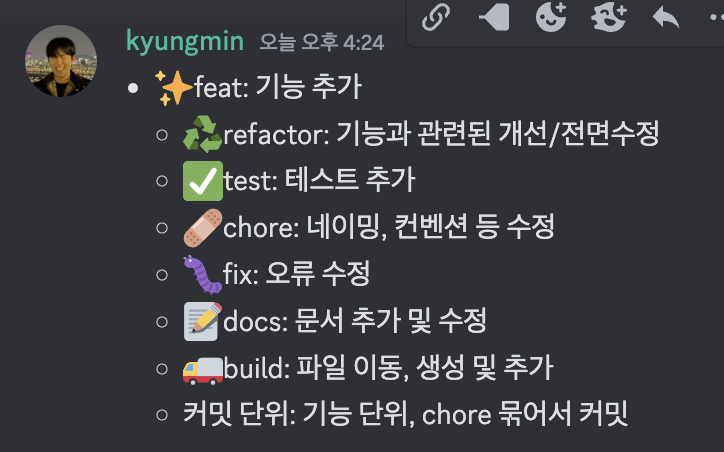 kyungmin 오늘 오후 4:24
feat: 기능 추가
refactor: 기능과 관련된 개선/전면수정
test: 테스트 추가
chore: 네이밍, 컨벤션 등 수정
fix: 오류 수정
docs: 문서 추가 및 수정
build: 파일 이동, 생성 및 추가
커밋 단위: 기능 단위, chore 묶어서 커밋